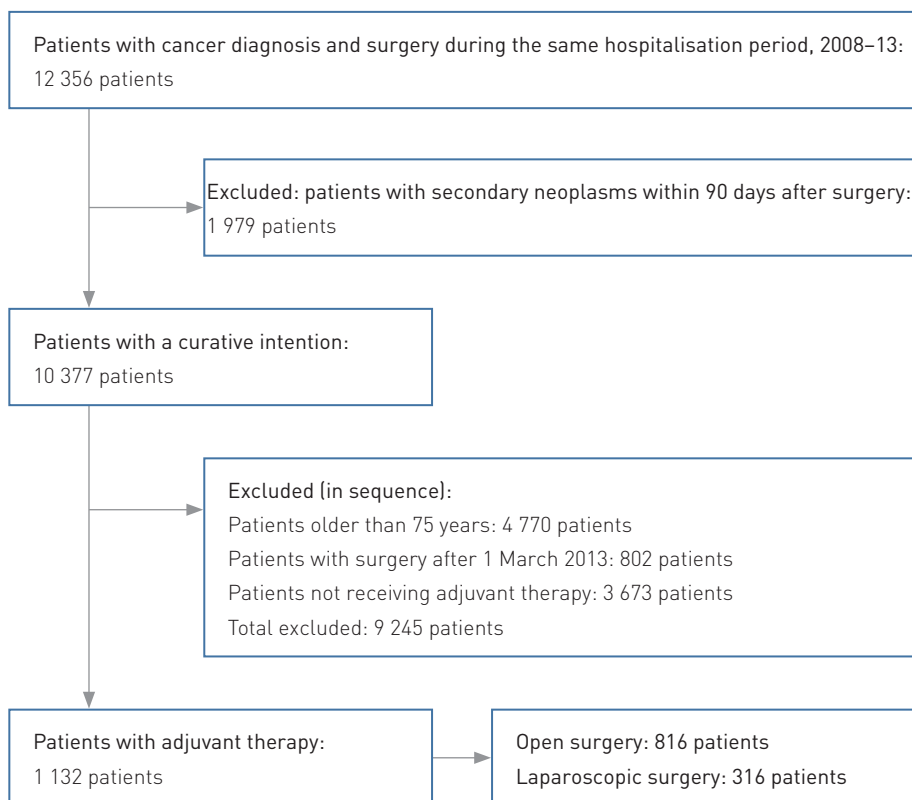 Patients with cancer diagnosis and surgery during the same hospitalisation period, 2008–13:
12 356 patients
Excluded: patients with secondary neoplasms within 90 days after surgery:
1 979 patients
Patients with a curative intention:
10 377 patients
Excluded (in sequence):
Patients older than 75 years: 4 770 patients
Patients with surgery after 1 March 2013: 802 patients
Patients not receiving adjuvant therapy: 3 673 patients
Total excluded: 9 245 patients
Patients with adjuvant therapy:
1 132 patients
Open surgery: 816 patients
Laparoscopic surgery: 316 patients